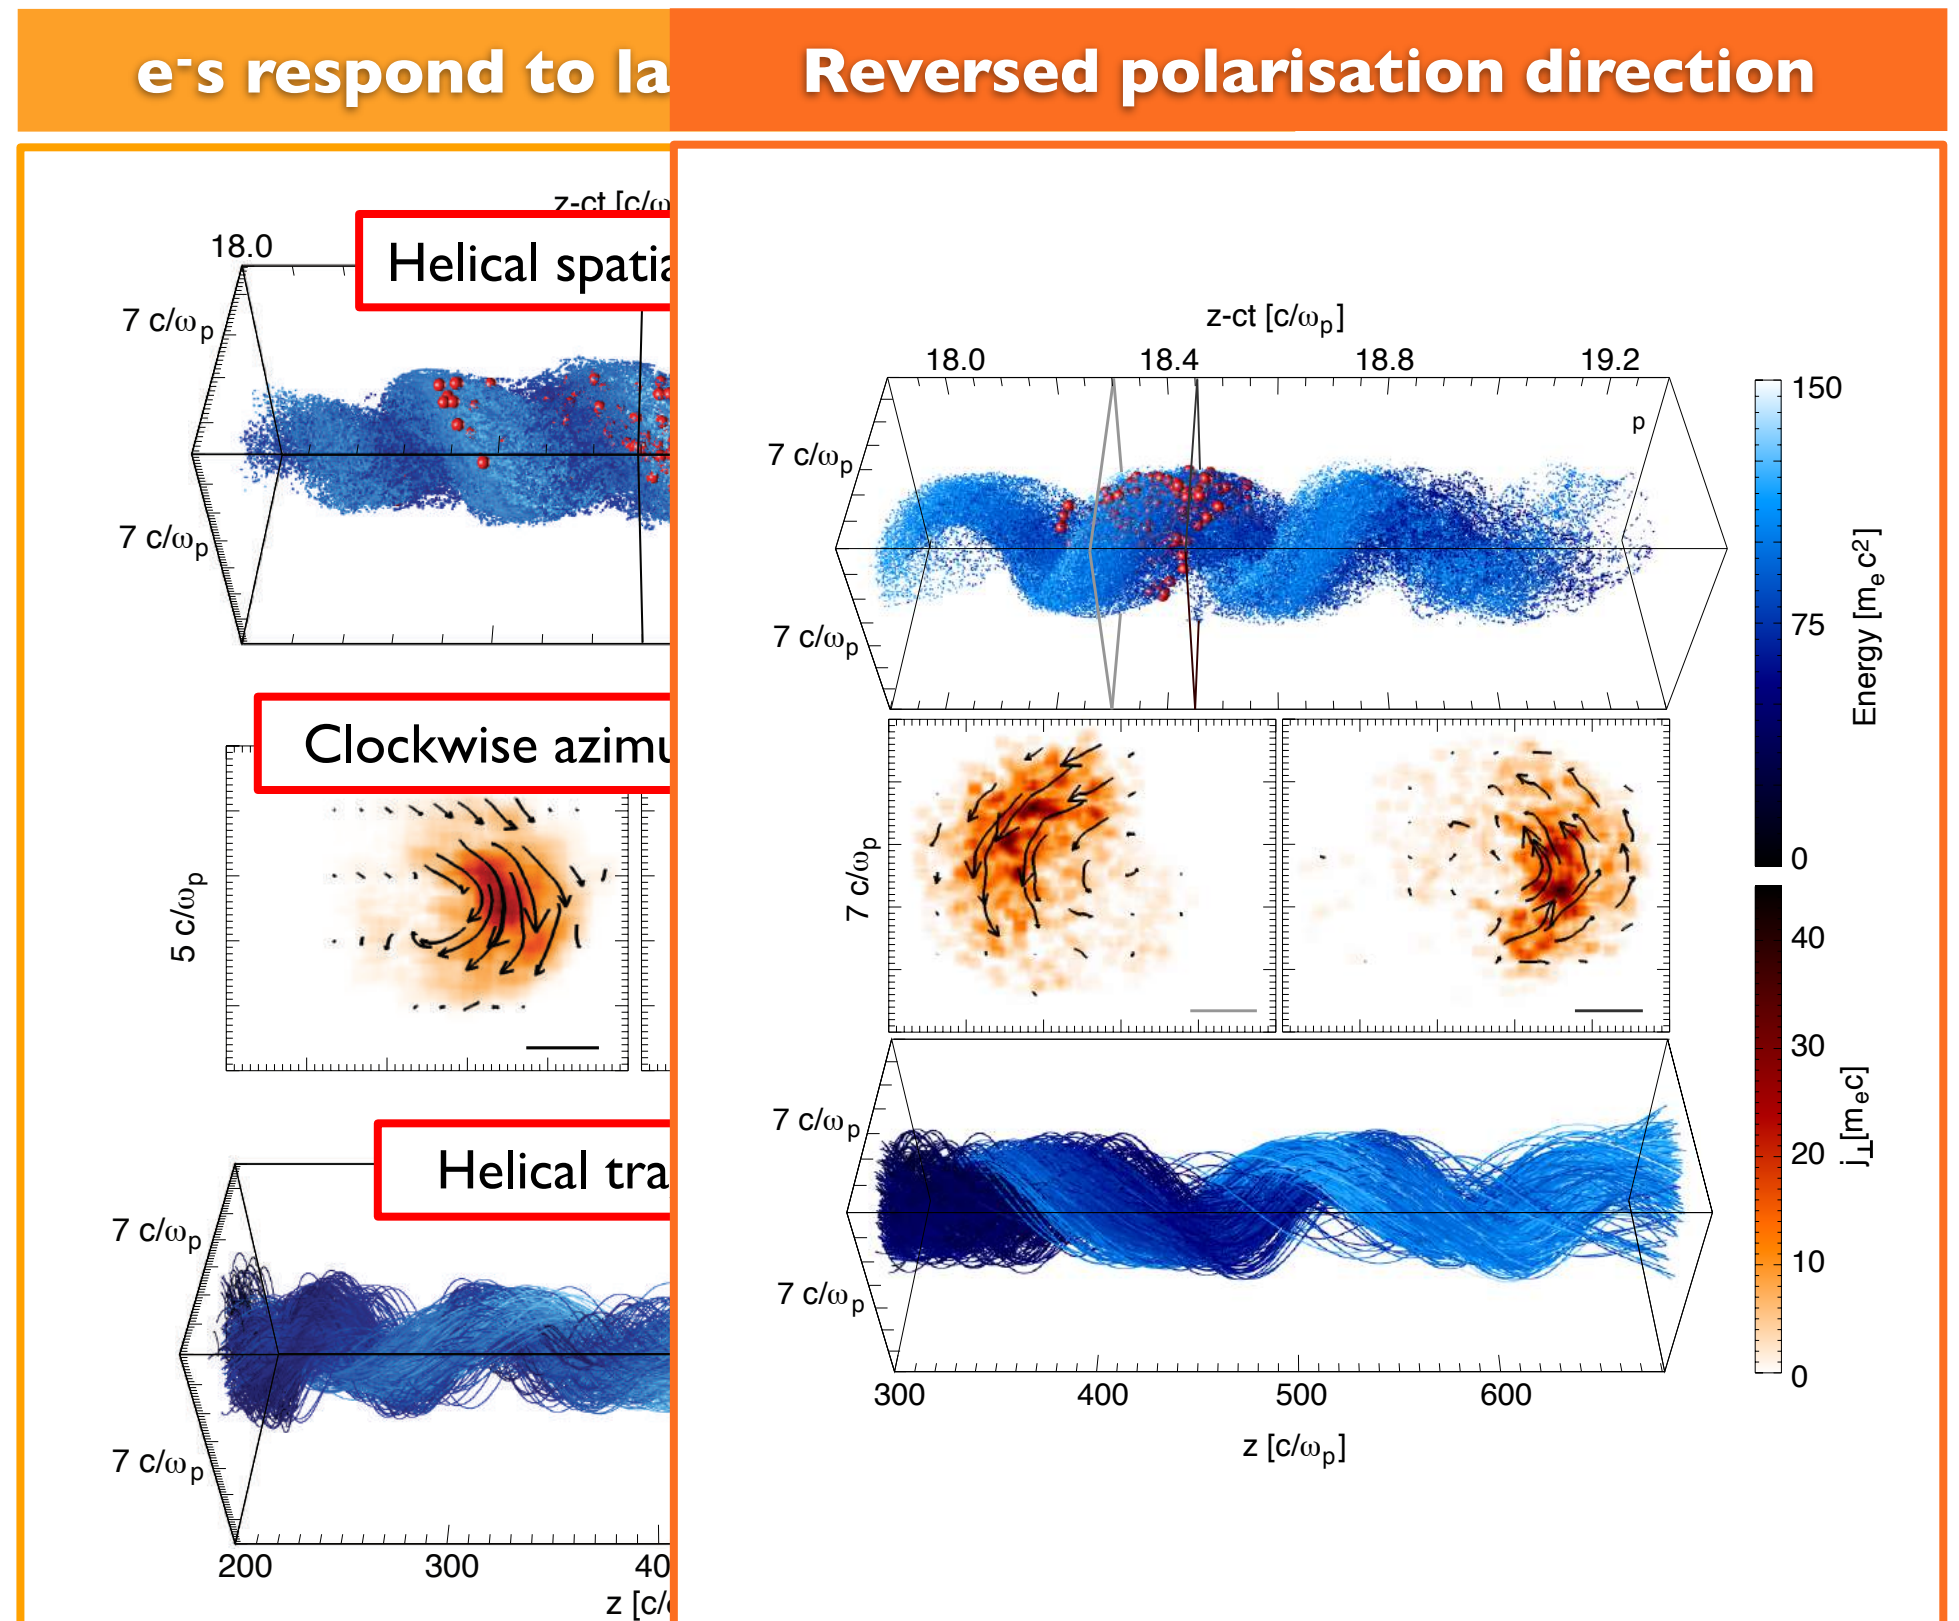 e⁻s respond to la
z-ct [c/ω
18.0
Helical spatia
7 c/ωp
7 c/ωp
Clockwise azimu
5 c/ωp
Helical tra
7 c/ωp
7 c/ωp
200 300 40
z [c/
Reversed polarisation direction
z-ct [c/ωp]
18.0 18.4 18.8 19.2
p
7 c/ωp
7 c/ωp
150
75
0
Energy [me c²]
7 c/ωp
40
30
20
10
0
j⊥[mec]
7 c/ωp
7 c/ωp
300 400 500 600
z [c/ωp]